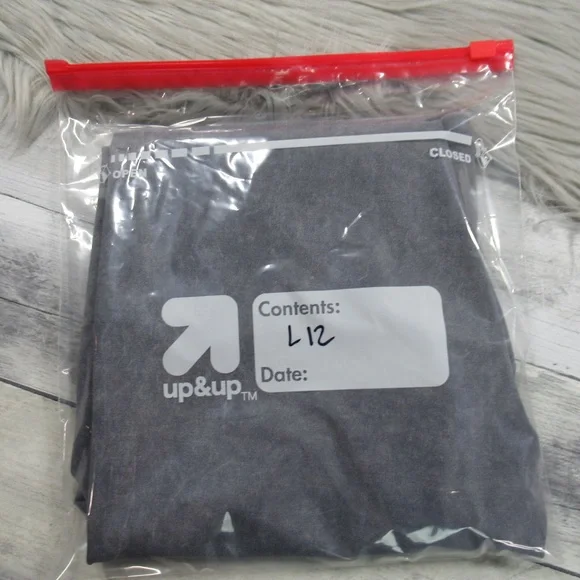 OPEN
CLOSED
Contents:
L12
Date:
up&up™